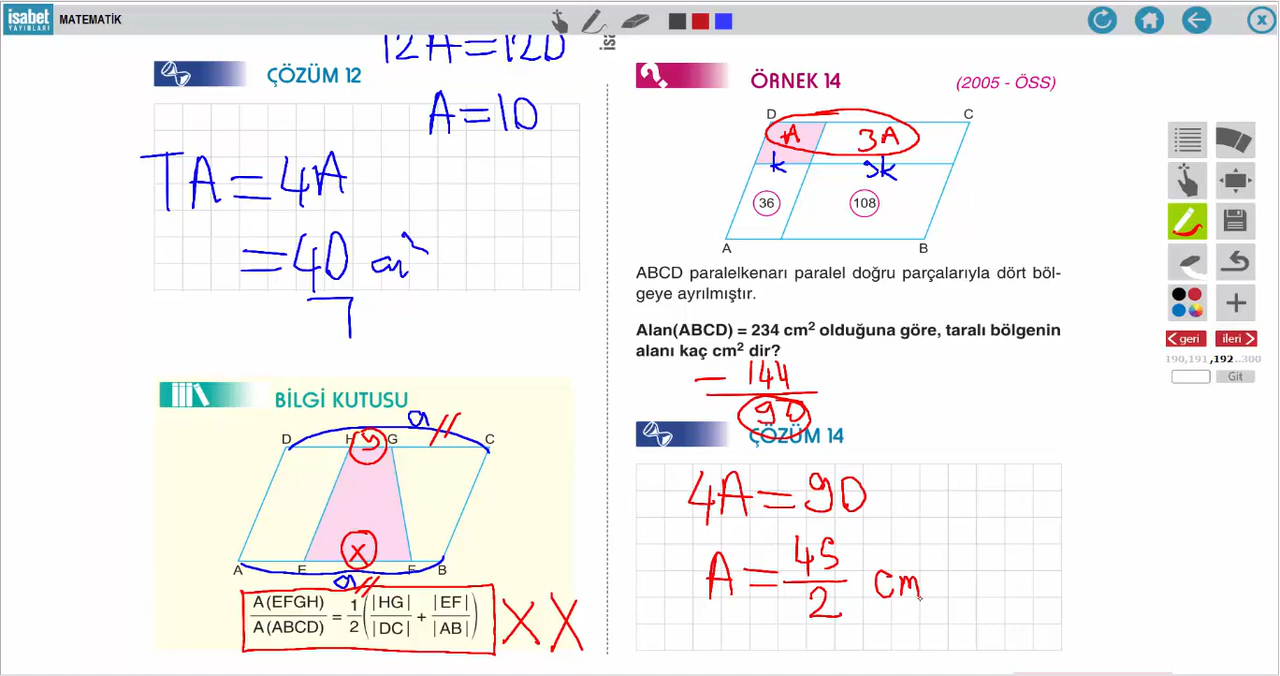 isabet
YAYINLARI
MATEMATİK
12A=120
ÇÖZÜM 12
A=10
TA=4A
=40 cm²
BİLGİ KUTUSU
a
D H y G C
x
A E F B
a
A(EFGH)
A(ABCD)
=
1
2
(
|HG|
|DC|
+
|EF|
|AB|
)
X X
ÖRNEK 14
(2005 - ÖSS)
D C
A 3A
k 3k
36 108
A B
ABCD paralelkenarı paralel doğru parçalarıyla dört böl-
geye ayrılmıştır.
Alan(ABCD) = 234 cm² olduğuna göre, taralı bölgenin
alanı kaç cm² dir?
- 144
90
ÇÖZÜM 14
4A=90
A=45/2 cm
geri
ileri
190,191,192..300
Git